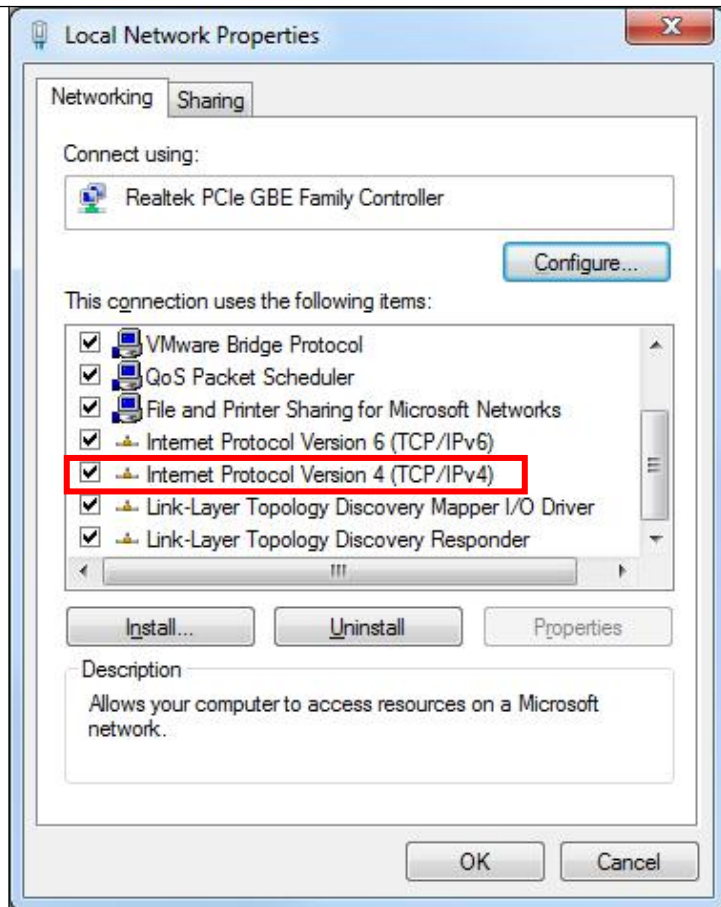 Local Network Properties
Networking
Sharing
Connect using:
Realtek PCIe GBE Family Controller
Configure...
This connection uses the following items:
VMware Bridge Protocol
QoS Packet Scheduler
File and Printer Sharing for Microsoft Networks
Internet Protocol Version 6 (TCP/IPv6)
Internet Protocol Version 4 (TCP/IPv4)
Link-Layer Topology Discovery Mapper I/O Driver
Link-Layer Topology Discovery Responder
Install...
Uninstall
Properties
Description
Allows your computer to access resources on a Microsoft
network.
OK
Cancel